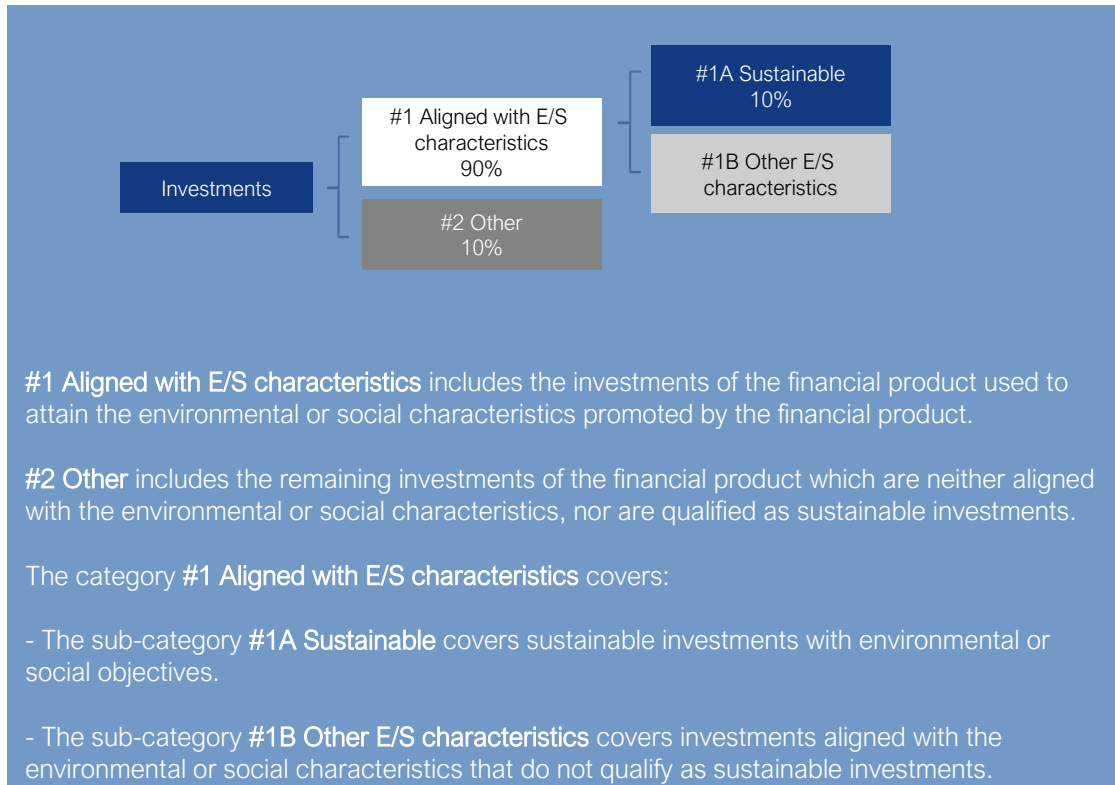 #1A Sustainable
10%
#1 Aligned with E/S
characteristics
90%
#1B Other E/S
characteristics
Investments
#2 Other
10%
#1 Aligned with E/S characteristics includes the investments of the financial product used to
attain the environmental or social characteristics promoted by the financial product.
#2 Other includes the remaining investments of the financial product which are neither aligned
with the environmental or social characteristics, nor are qualified as sustainable investments.
The category #1 Aligned with E/S characteristics covers:
- The sub-category #1A Sustainable covers sustainable investments with environmental or
social objectives.
- The sub-category #1B Other E/S characteristics covers investments aligned with the
environmental or social characteristics that do not qualify as sustainable investments.